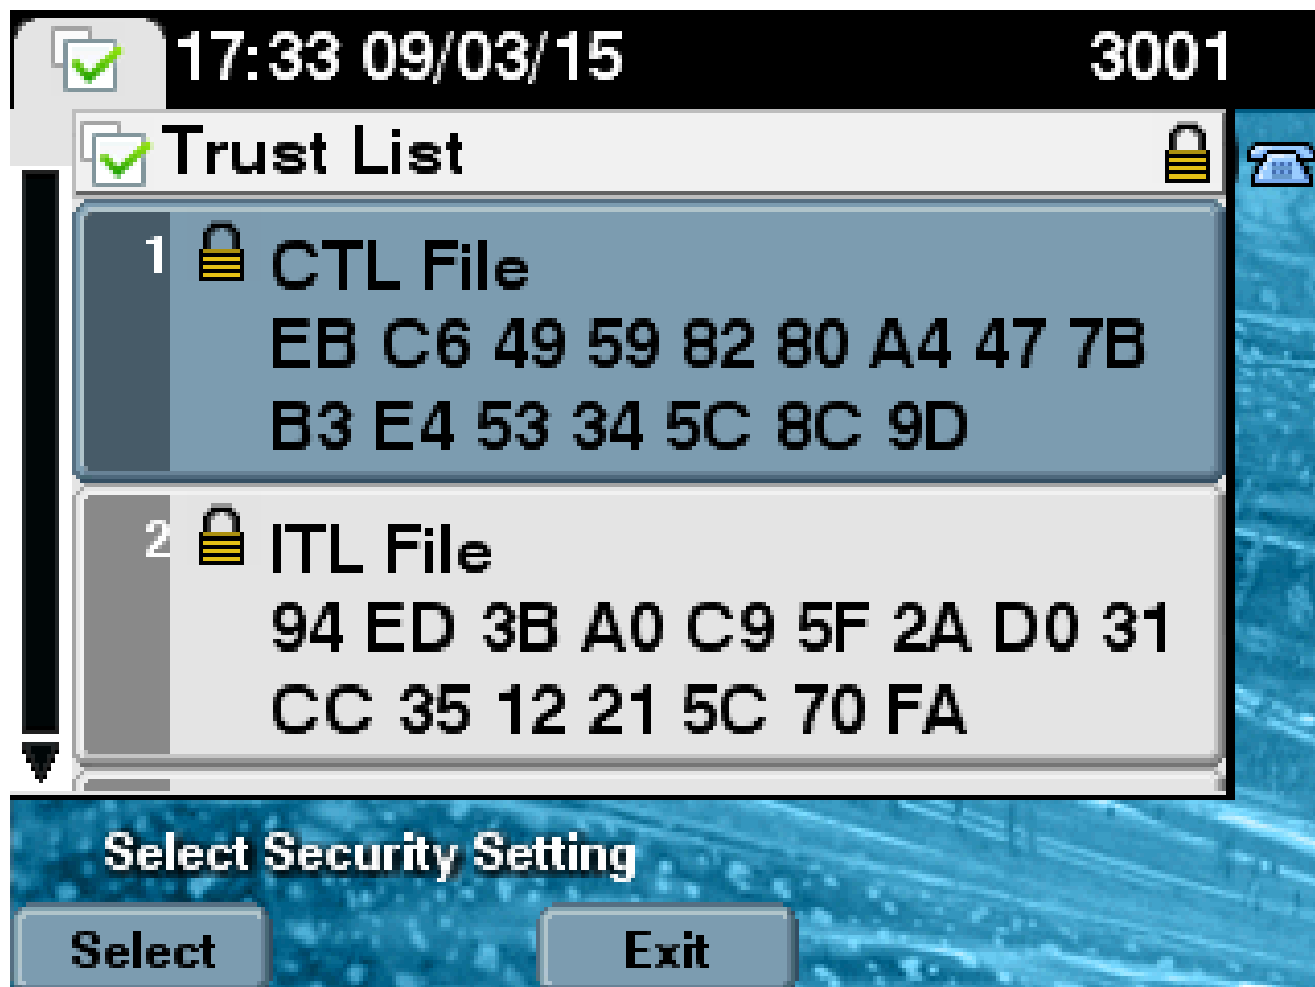 17:33 09/03/15 3001
Trust List
1 CTL File
EB C6 49 59 82 80 A4 47 7B
B3 E4 53 34 5C 8C 9D
2 ITL File
94 ED 3B A0 C9 5F 2A D0 31
CC 35 12 21 5C 70 FA
Select Security Setting
Select Exit